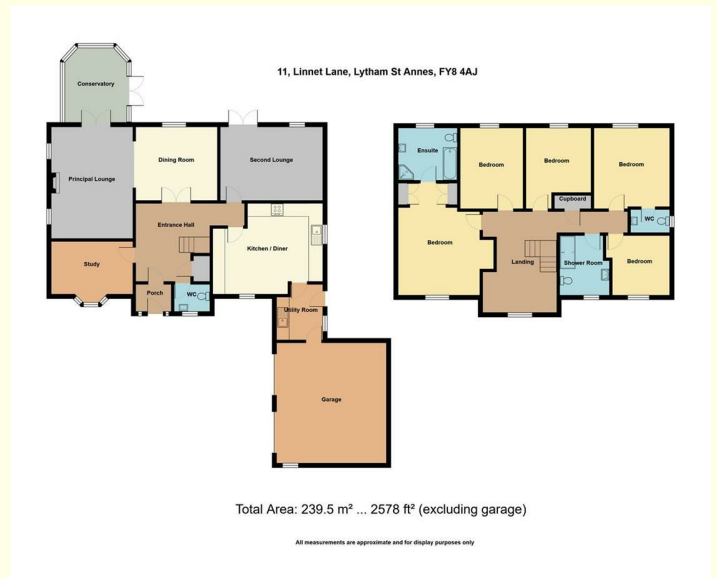 11, Linnet Lane, Lytham St Annes, FY8 4AJ
Conservatory
Principal Lounge
Dining Room
Second Lounge
Entrance Hall
Kitchen / Diner
Study
Porch
WC
Utility Room
Garage
Ensuite
Bedroom
Bedroom
Bedroom
Cupboard
WC
Bedroom
Landing
Shower Room
Bedroom
Total Area: 239.5 m² ... 2578 ft² (excluding garage)
All measurements are approximate and for display purposes only